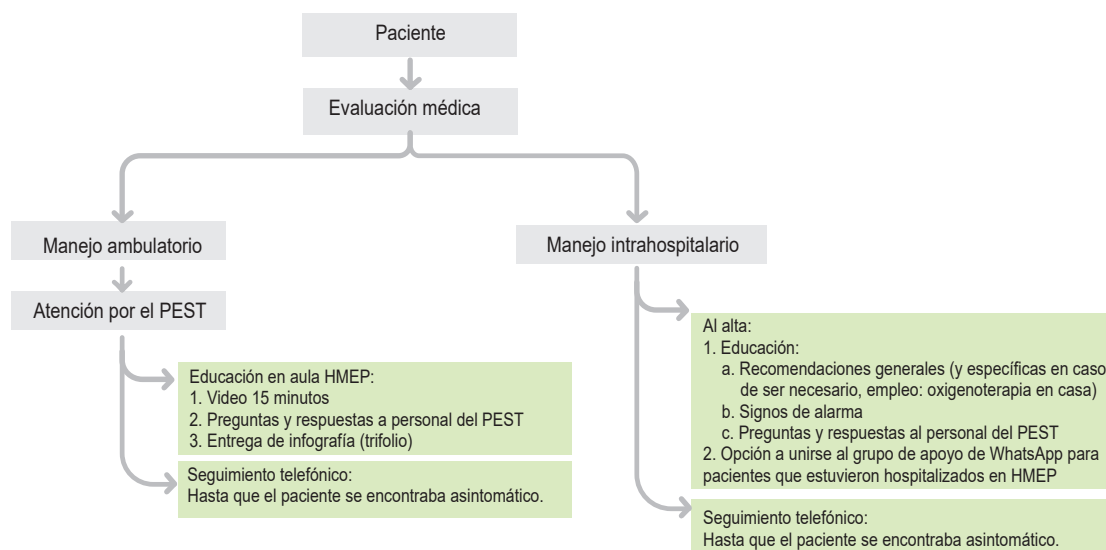 Paciente
Evaluación médica
Manejo ambulatorio
Atención por el PEST
Educación en aula HMEP:
1. Video 15 minutos
2. Preguntas y respuestas a personal del PEST
3. Entrega de infografía (trifolio)
Seguimiento telefónico:
Hasta que el paciente se encontraba asintomático.
Manejo intrahospitalario
Al alta:
1. Educación:
a. Recomendaciones generales (y específicas en caso
de ser necesario, empleo: oxigenoterapia en casa)
b. Signos de alarma
c. Preguntas y respuestas al personal del PEST
2. Opción a unirse al grupo de apoyo de WhatsApp para
pacientes que estuvieron hospitalizados en HMEP
Seguimiento telefónico:
Hasta que el paciente se encontraba asintomático.